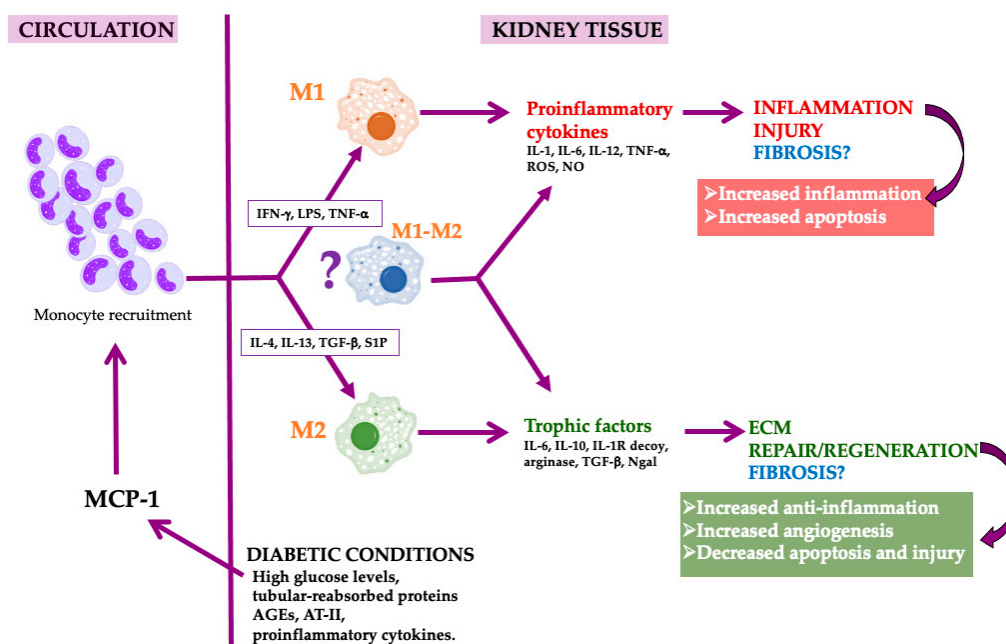 CIRCULATION
KIDNEY TISSUE
M1
Proinflammatory
cytokines
IL-1, IL-6, IL-12, TNF-α,
ROS, NO
INFLAMMATION
INJURY
FIBROSIS?
➢Increased inflammation
➢Increased apoptosis
IFN-γ, LPS, TNF-α
M1-M2
?
Monocyte recruitment
IL-4, IL-13, TGF-β, S1P
M2
Trophic factors
IL-6, IL-10, IL-1R decoy,
arginase, TGF-β, Ngal
ECM
REPAIR/REGENERATION
FIBROSIS?
➢Increased anti-inflammation
➢Increased angiogenesis
➢Decreased apoptosis and injury
MCP-1
DIABETIC CONDITIONS
High glucose levels,
tubular-reabsorbed proteins
AGEs, AT-II,
proinflammatory cytokines.